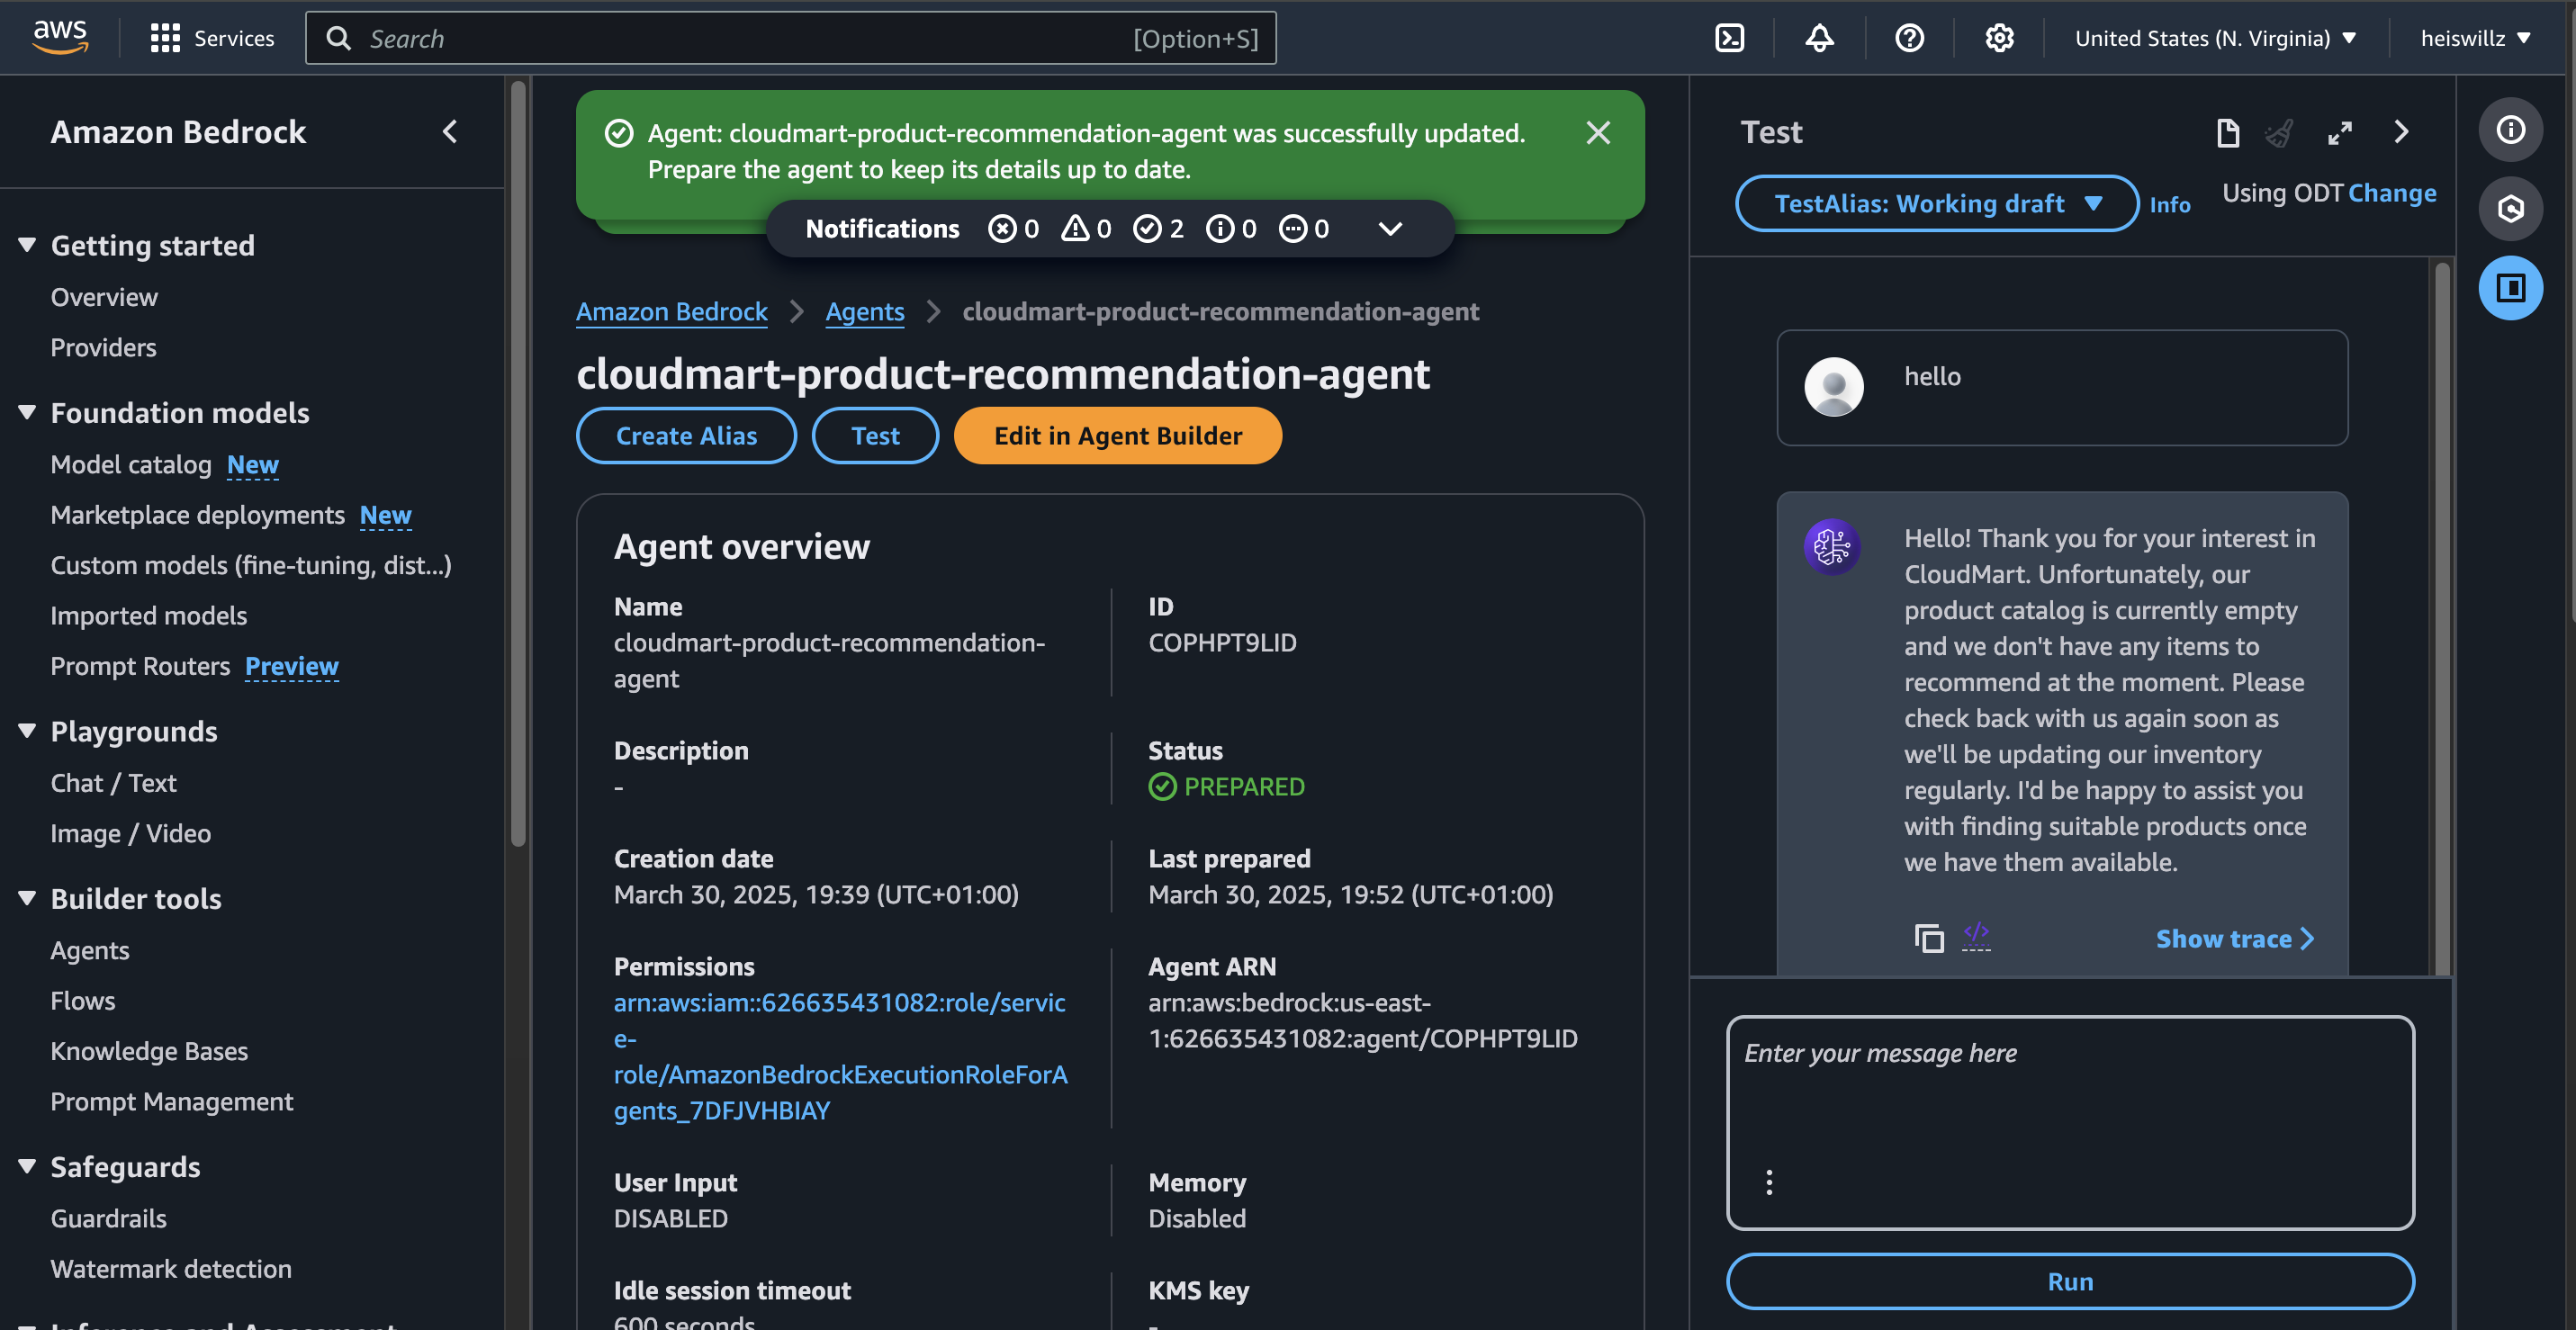 aws
Services
Search
[Option+S]
United States (N. Virginia)
heiswillz
Amazon Bedrock
Getting started
Overview
Providers
Foundation models
Model catalog New
Marketplace deployments New
Custom models (fine-tuning, dist...)
Imported models
Prompt Routers Preview
Playgrounds
Chat / Text
Image / Video
Builder tools
Agents
Flows
Knowledge Bases
Prompt Management
Safeguards
Guardrails
Watermark detection
Inference and Assessment
Agent: cloudmart-product-recommendation-agent was successfully updated.
Prepare the agent to keep its details up to date.
Notifications 0 0 2 0 0
Amazon Bedrock
Agents
cloudmart-product-recommendation-agent
cloudmart-product-recommendation-agent
Create Alias
Test
Edit in Agent Builder
Agent overview
Name
cloudmart-product-recommendation-
agent
ID
COPHPT9LID
Description
-
Status
PREPARED
Creation date
March 30, 2025, 19:39 (UTC+01:00)
Last prepared
March 30, 2025, 19:52 (UTC+01:00)
Permissions
arn:aws:iam::626635431082:role/servic
e-
role/AmazonBedrockExecutionRoleForA
gents_7DFJVHBIAY
Agent ARN
arn:aws:bedrock:us-east-
1:626635431082:agent/COPHPT9LID
User Input
DISABLED
Memory
Disabled
Idle session timeout
600 seconds
KMS key
-
Test
TestAlias: Working draft
Info
Using ODT Change
hello
Hello! Thank you for your interest in
CloudMart. Unfortunately, our
product catalog is currently empty
and we don't have any items to
recommend at the moment. Please
check back with us again soon as
we'll be updating our inventory
regularly. I'd be happy to assist you
with finding suitable products once
we have them available.
Show trace
Enter your message here
Run